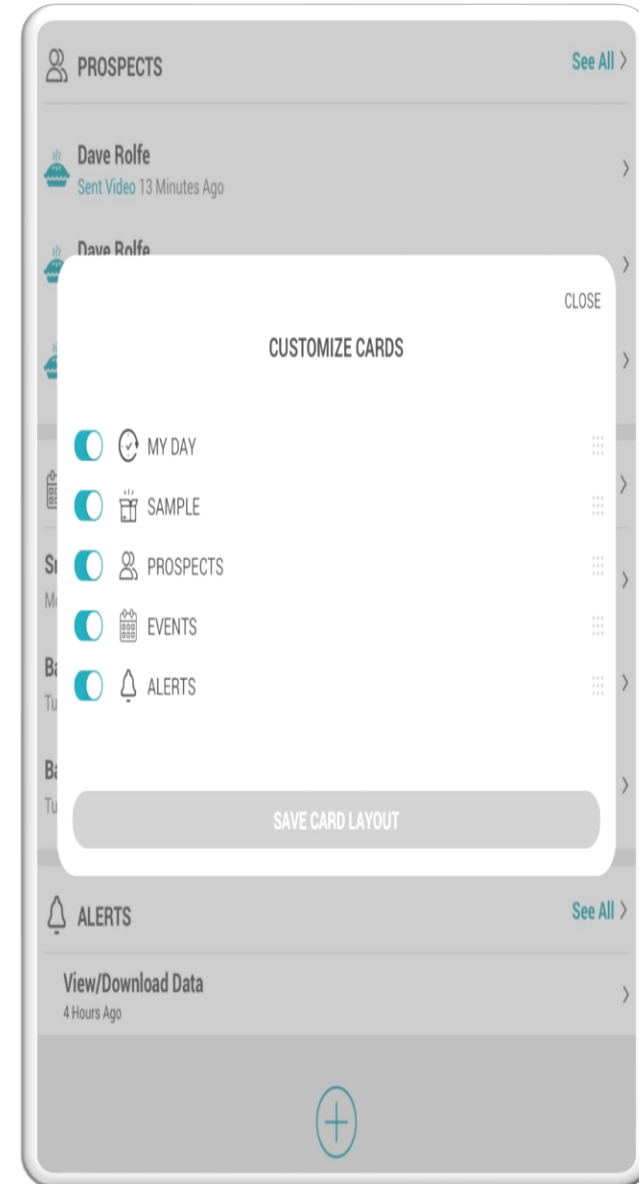 PROSPECTS
See All >
Dave Rolfe
Sent Video 13 Minutes Ago
Dave Rolfe
CLOSE
CUSTOMIZE CARDS
MY DAY
SAMPLE
PROSPECTS
EVENTS
ALERTS
SAVE CARD LAYOUT
ALERTS
See All >
View/Download Data
4 Hours Ago